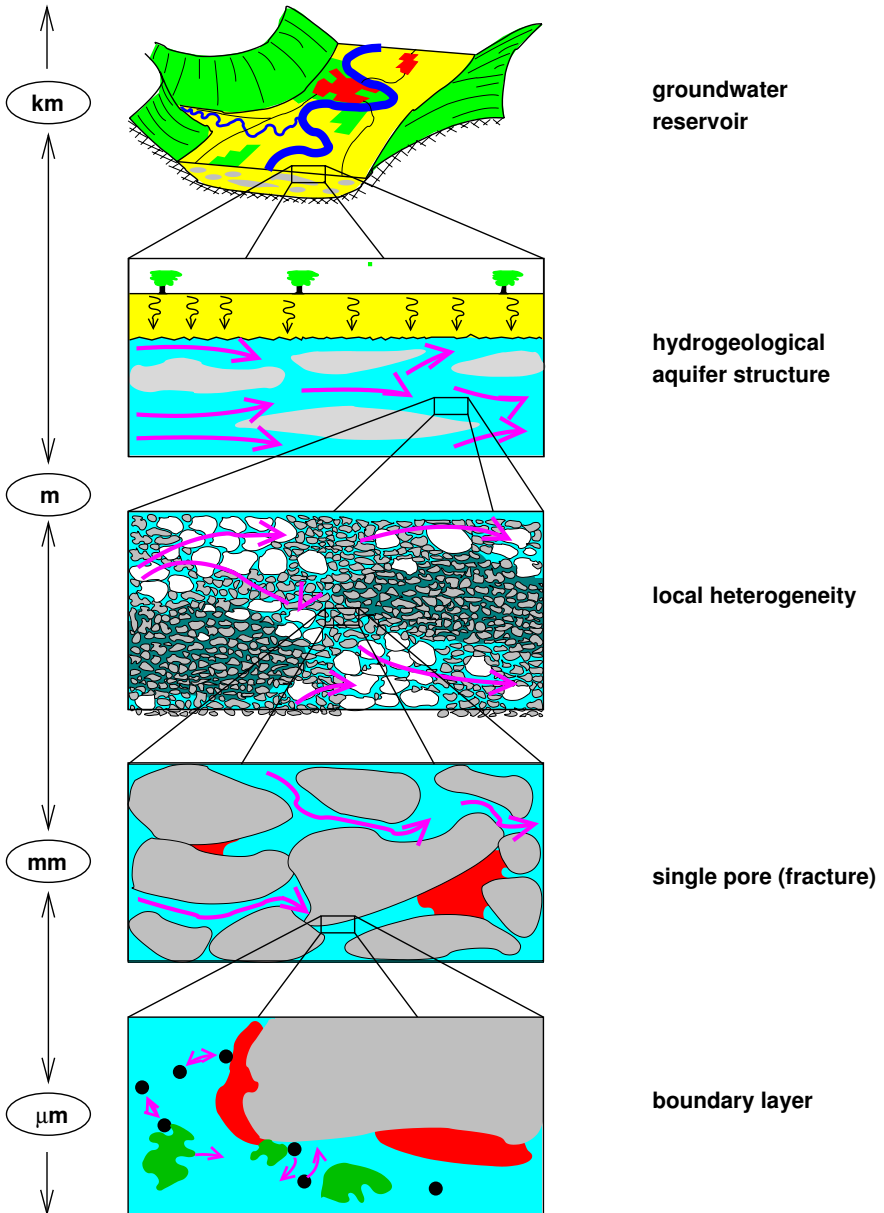 km
groundwater
reservoir
hydrogeological
aquifer structure
m
local heterogeneity
mm
single pore (fracture)
μm
boundary layer